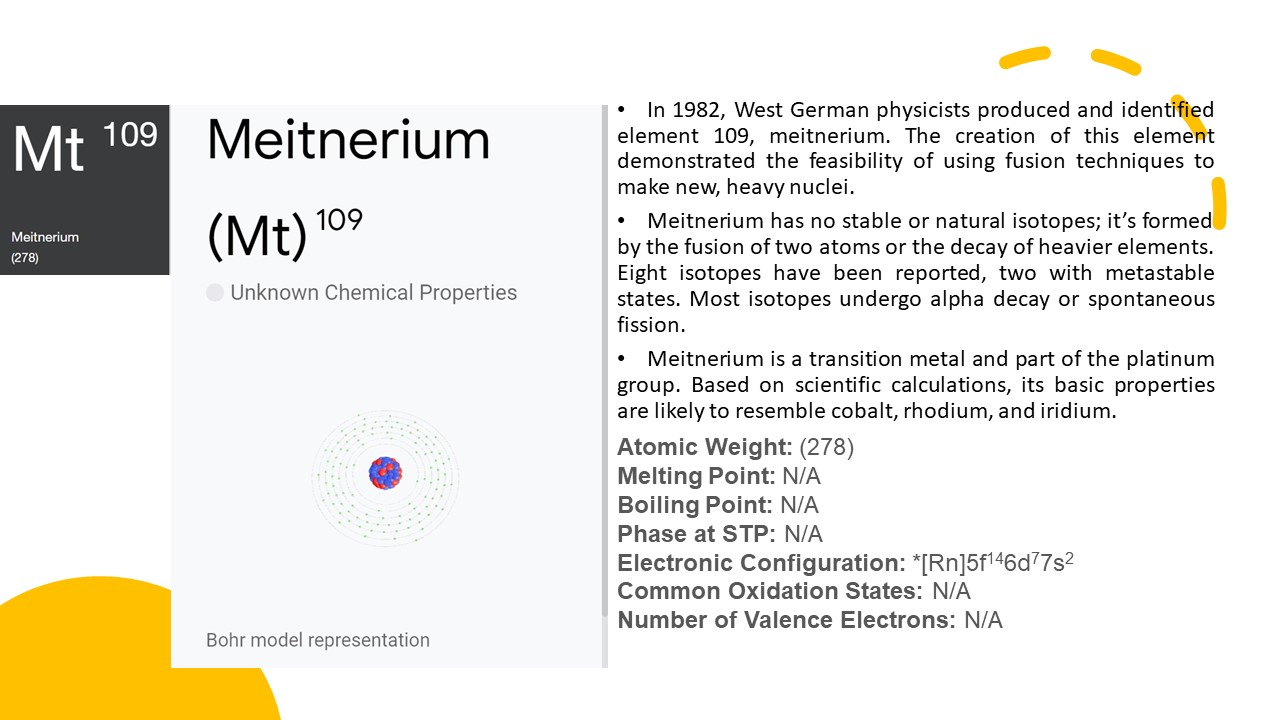 Mt 109
Meitnerium
(278)
Meitnerium
(Mt)¹⁰⁹
Unknown Chemical Properties
Bohr model representation
• In 1982, West German physicists produced and identified
element 109, meitnerium. The creation of this element
demonstrated the feasibility of using fusion techniques to
make new, heavy nuclei.
• Meitnerium has no stable or natural isotopes; it’s formed
by the fusion of two atoms or the decay of heavier elements.
Eight isotopes have been reported, two with metastable
states. Most isotopes undergo alpha decay or spontaneous
fission.
• Meitnerium is a transition metal and part of the platinum
group. Based on scientific calculations, its basic properties
are likely to resemble cobalt, rhodium, and iridium.
Atomic Weight: (278)
Melting Point: N/A
Boiling Point: N/A
Phase at STP: N/A
Electronic Configuration: *[Rn]5f¹⁴6d⁷7s²
Common Oxidation States: N/A
Number of Valence Electrons: N/A